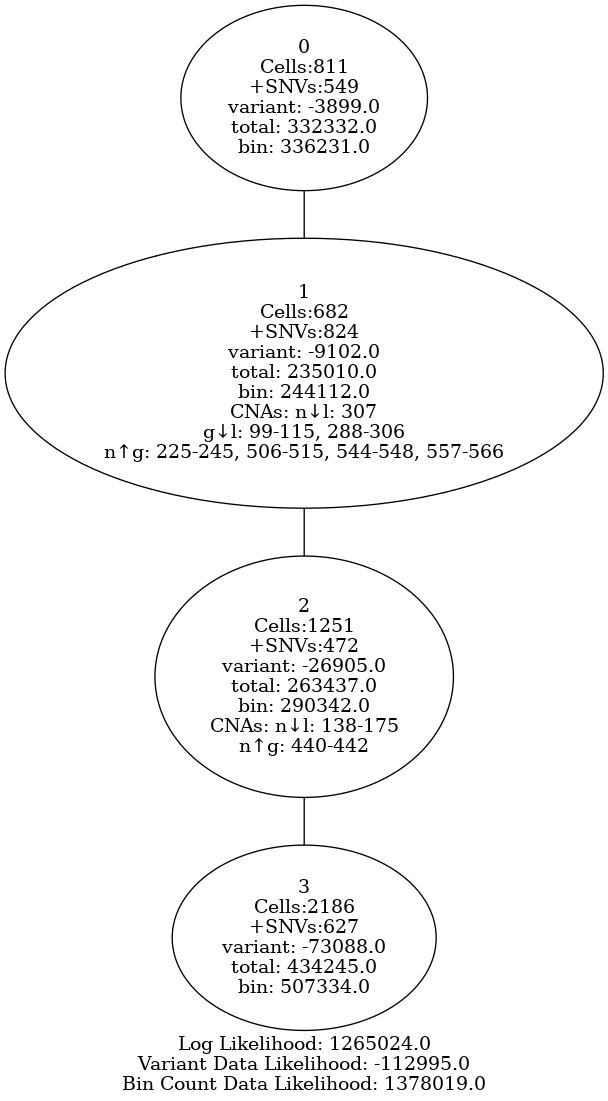 0
Cells:811
+SNVs:549
variant: -3899.0
total: 332332.0
bin: 336231.0
1
Cells:682
+SNVs:824
variant: -9102.0
total: 235010.0
bin: 244112.0
CNAs: n↓l: 307
g↓l: 99-115, 288-306
n↑g: 225-245, 506-515, 544-548, 557-566
2
Cells:1251
+SNVs:472
variant: -26905.0
total: 263437.0
bin: 290342.0
CNAs: n↓l: 138-175
n↑g: 440-442
3
Cells:2186
+SNVs:627
variant: -73088.0
total: 434245.0
bin: 507334.0
Log Likelihood: 1265024.0
Variant Data Likelihood: -112995.0
Bin Count Data Likelihood: 1378019.0